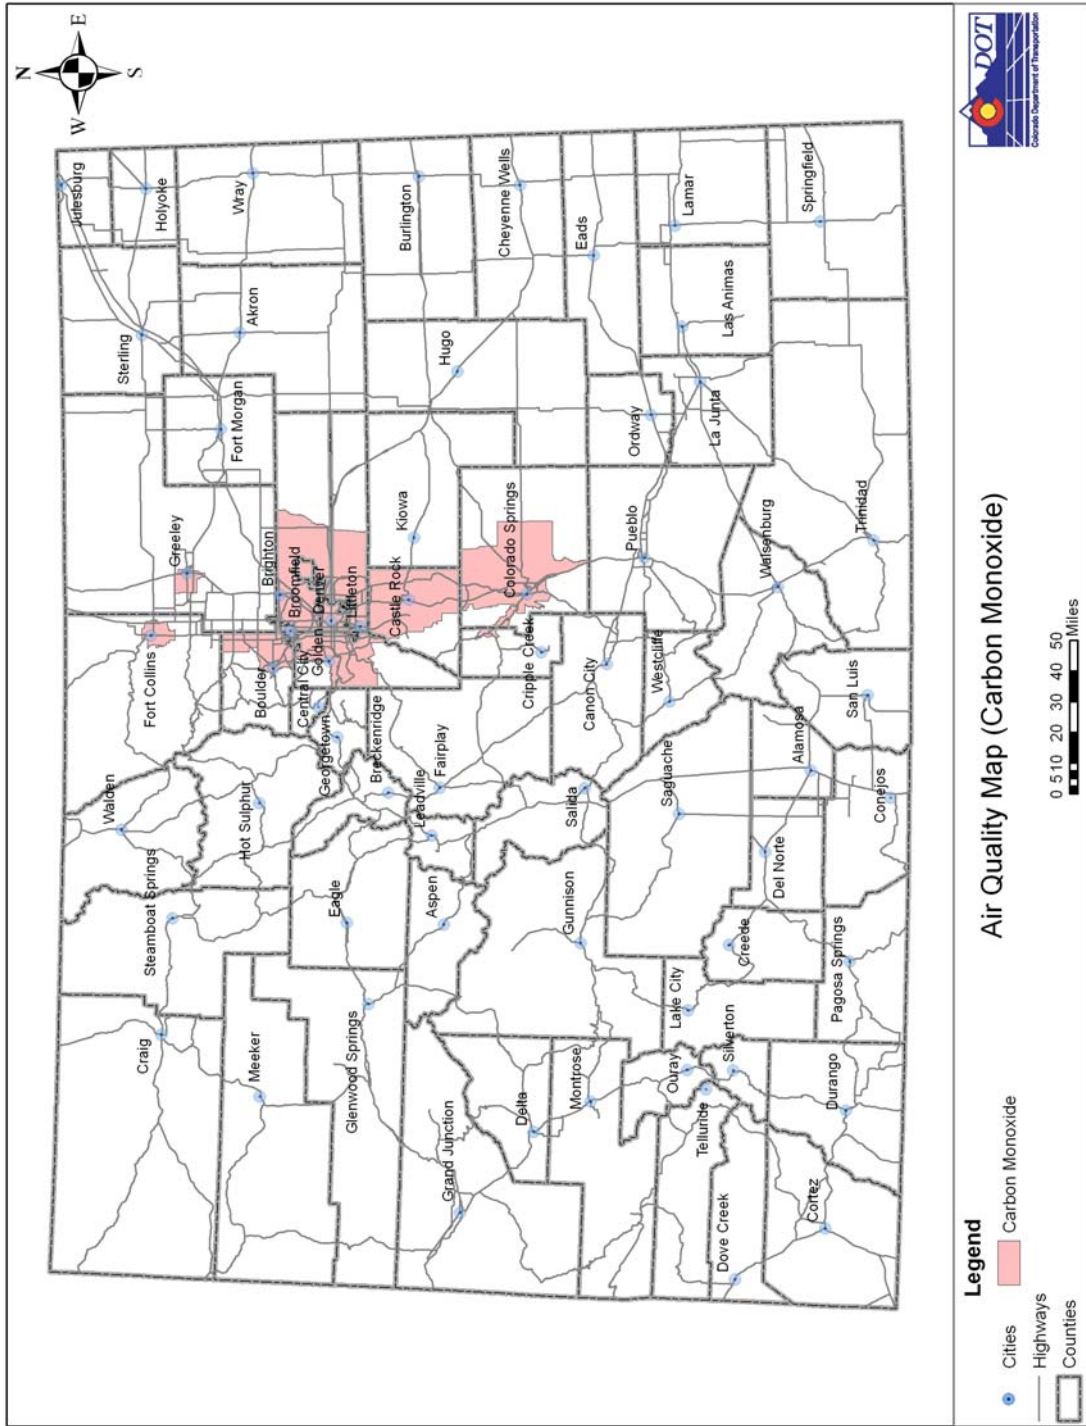 N
W
E
S
Julesburg
Holyoke
Wray
Burlington
Cheyenne Wells
Eads
Lamar
Springfield
Sterling
Akron
Hugo
Las Animas
Fort Morgan
Ordway
La Junta
Greeley
Brighton
Broomfield
Denver
Littleton
Kiowa
Castle Rock
Colorado Springs
Pueblo
Walsenburg
Trinidad
Fort Collins
Boulder
Central City
Golden
Georgetown
Breckenridge
Cripple Creek
Canon City
Westcliffe
San Luis
Walden
Hot Sulphur
Leadville
Fairplay
Salida
Saguache
Alamosa
Conejos
Steamboat Springs
Eagle
Aspen
Gunnison
Del Norte
Creede
Pagosa Springs
Craig
Meeker
Glenwood Springs
Lake City
Grand Junction
Delta
Montrose
Ouray
Silverton
Telluride
Durango
Dove Creek
Cortez
Legend
Cities
Carbon Monoxide
Highways
Counties
Air Quality Map (Carbon Monoxide)
0 5 10 20 30 40 50
Miles
DOT
Colorado Department of Transportation